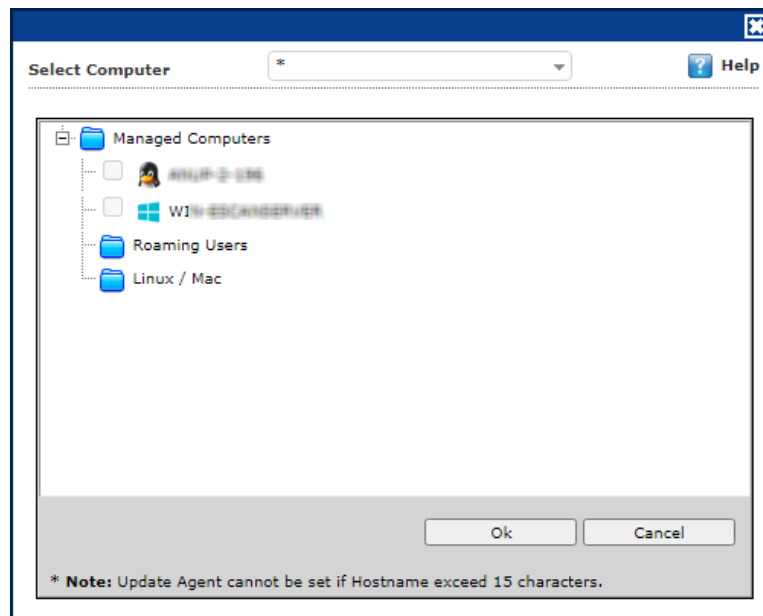 Select Computer
*
Help
Managed Computers
Roaming Users
Linux / Mac
Ok
Cancel
* Note: Update Agent cannot be set if Hostname exceed 15 characters.